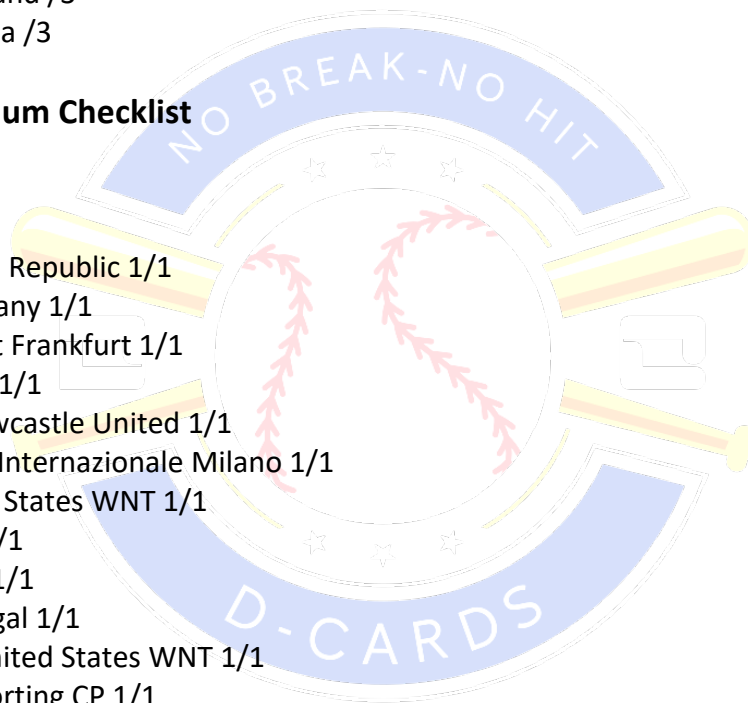 a /3
um Checklist
NO BREAK-NO HIT
Republic 1/1
any 1/1
t Frankfurt 1/1
1/1
wcastle United 1/1
Internazionale Milano 1/1
States WNT 1/1
/1
1/1
gal 1/1
nited States WNT 1/1
orting CP 1/1
D-CARDS